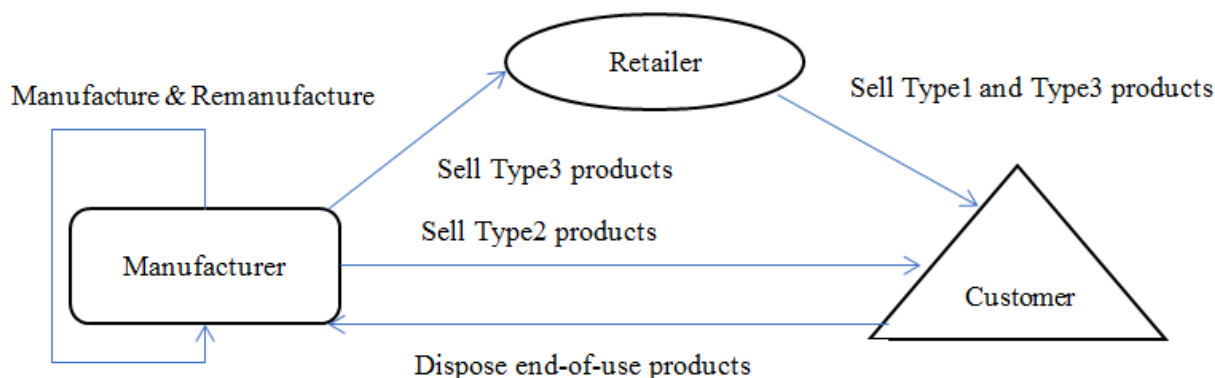 Retailer
Manufacture & Remanufacture
Sell Type1 and Type3 products
Sell Type3 products
Sell Type2 products
Manufacturer
Customer
Dispose end-of-use products